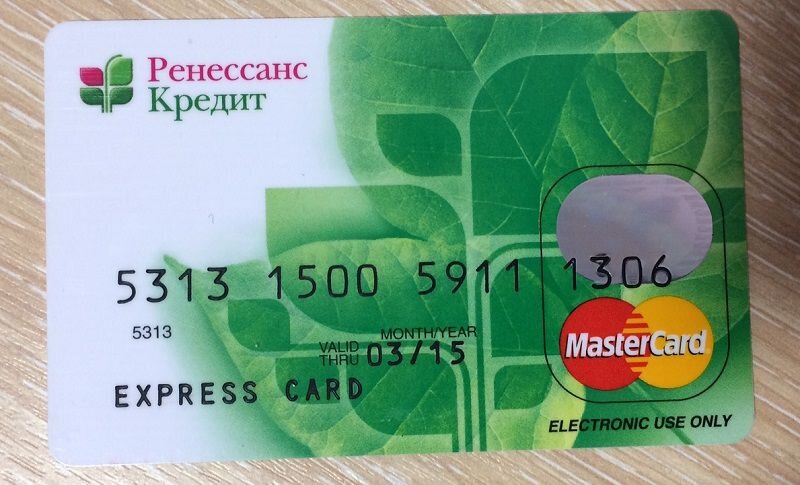 Ренессанс
Кредит
5313 1500 5911 1306
5313
MONTH/YEAR
VALID THRU 03/15
EXPRESS CARD
MasterCard
ELECTRONIC USE ONLY